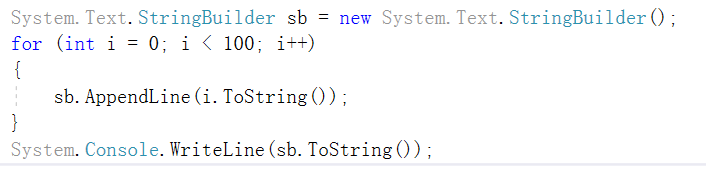 System.Text.StringBuilder sb = new System.Text.StringBuilder();
for (int i = 0; i < 100; i++)
{
    sb.AppendLine(i.ToString());
}
System.Console.WriteLine(sb.ToString());